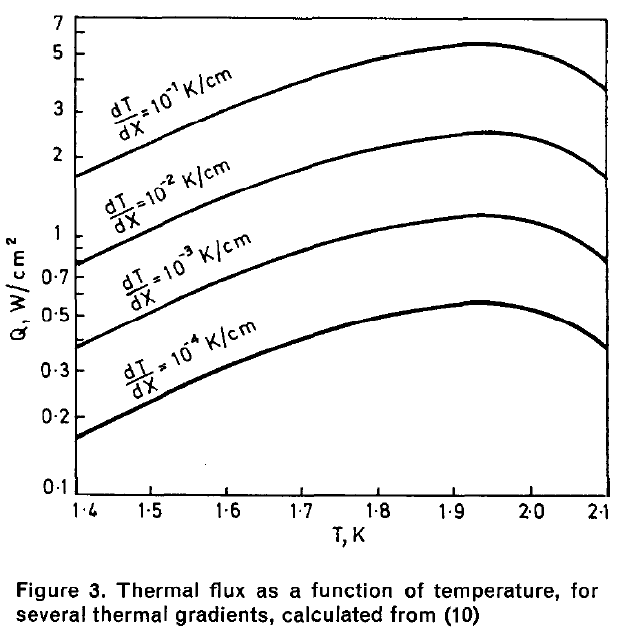 7
5
3
2
1
0·7
0·5
0·3
0·2
0·1
Q, W/cm²
dT/dX = 10⁻¹ K/cm
dT/dX = 10⁻² K/cm
dT/dX = 10⁻³ K/cm
dT/dX = 10⁻⁴ K/cm
1·4 1·5 1·6 1·7 1·8 1·9 2·0 2·1
T, K
Figure 3. Thermal flux as a function of temperature, for
several thermal gradients, calculated from (10)